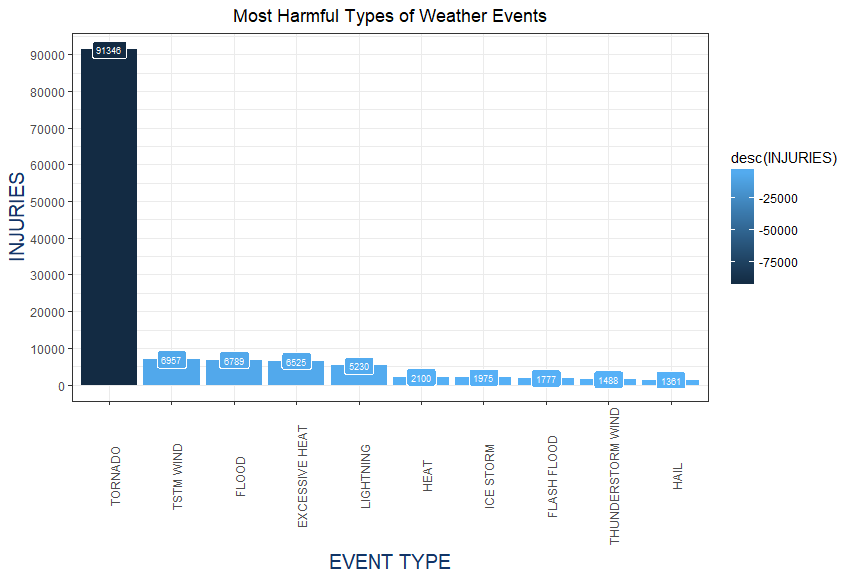 Most Harmful Types of Weather Events
INJURIES
90000
80000
70000
60000
50000
40000
30000
20000
10000
0
91346
6957
6789
6525
5230
2100
1975
1777
1488
1361
TORNADO
TSTM WIND
FLOOD
EXCESSIVE HEAT
LIGHTNING
HEAT
ICE STORM
FLASH FLOOD
THUNDERSTORM WIND
HAIL
EVENT TYPE
desc(INJURIES)
-25000
-50000
-75000